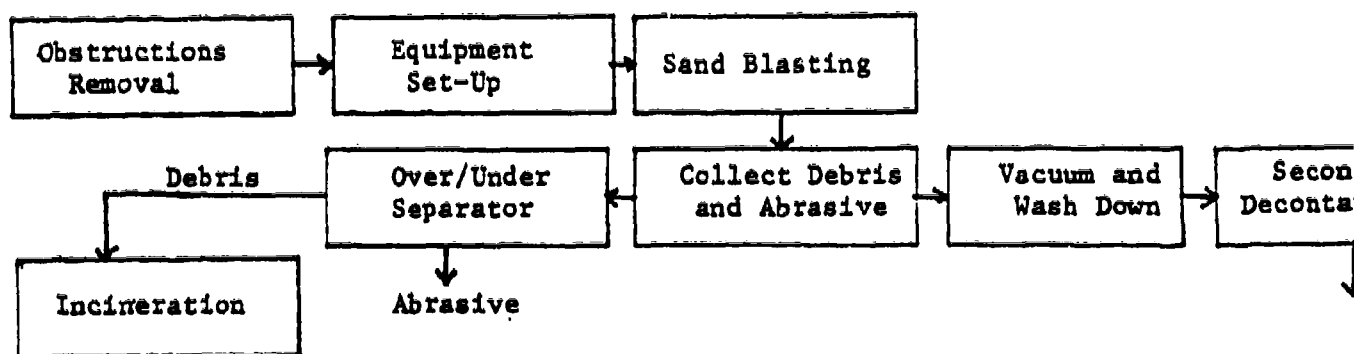 Obstructions
Removal
Equipment
Set-Up
Sand Blasting
Debris
Over/Under
Separator
Collect Debris
and Abrasive
Vacuum and
Wash Down
Incineration
Abrasive